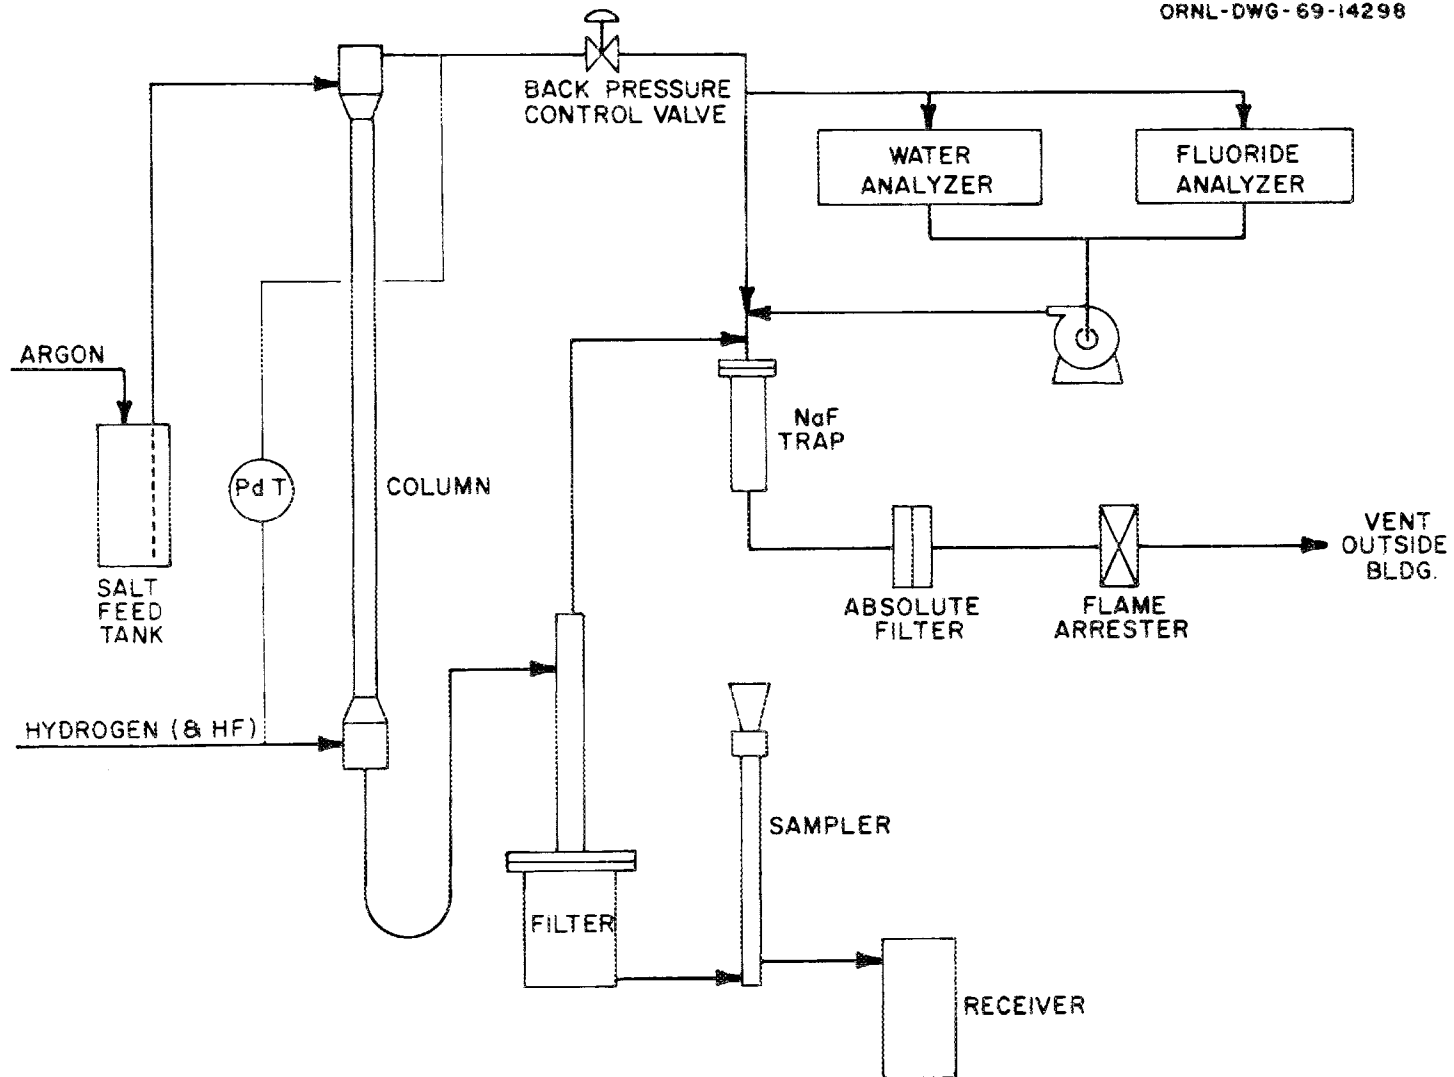 ORNL-DWG-69-14298
BACK PRESSURE
CONTROL VALVE
WATER
ANALYZER
FLUORIDE
ANALYZER
ARGON
NaF
TRAP
Pd T
COLUMN
SALT
FEED
TANK
VENT
OUTSIDE
BLDG.
ABSOLUTE
FILTER
FLAME
ARRESTER
HYDROGEN (& HF)
SAMPLER
FILTER
RECEIVER